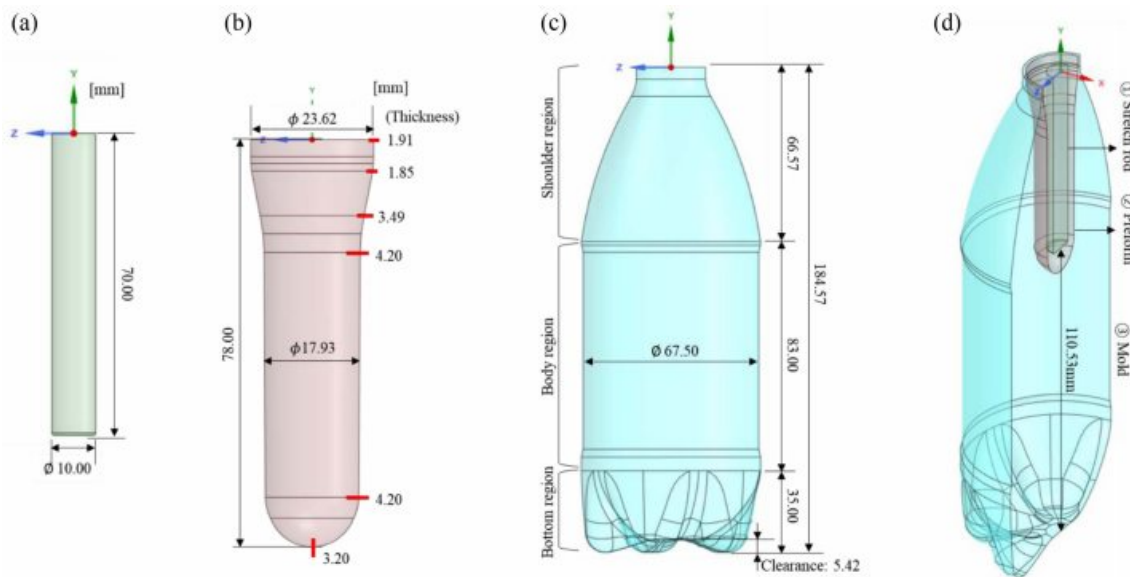 (a)
Y
[mm]
Z
70.00
Ø 10.00
(b)
Y
[mm]
(Thickness)
ϕ 23.62
Z
1.91
1.85
3.49
4.20
78.00
ϕ17.93
4.20
3.20
(c)
Y
Z
Shoulder region
66.57
184.57
Body region
Ø 67.50
83.00
Bottom region
35.00
Clearance: 5.42
(d)
Y
Z
X
① Stretch rod
② Preform
110.53mm
③ Mold